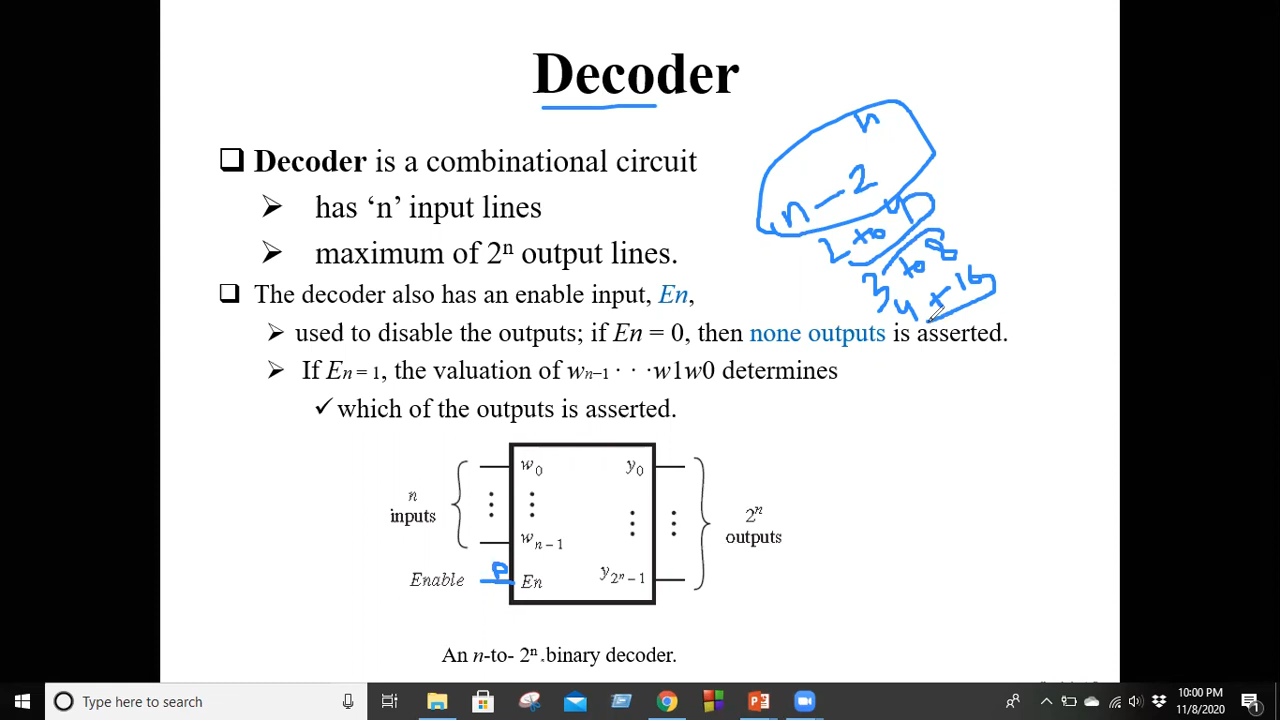 Decoder
❑ Decoder is a combinational circuit
➢ has ‘n’ input lines
➢ maximum of 2ⁿ output lines.
❑ The decoder also has an enable input, En,
➢ used to disable the outputs; if En = 0, then none outputs is asserted.
➢ If En = 1, the valuation of wn–1 · · ·w1w0 determines
✓ which of the outputs is asserted.
n
n – 2
2 to
3 to 8
4 to 16
n inputs
w0
⋮
wn – 1
Enable
En
y0
⋮
y2ⁿ – 1
2ⁿ outputs
An n-to- 2ⁿ binary decoder.
Type here to search
10:00 PM
11/8/2020